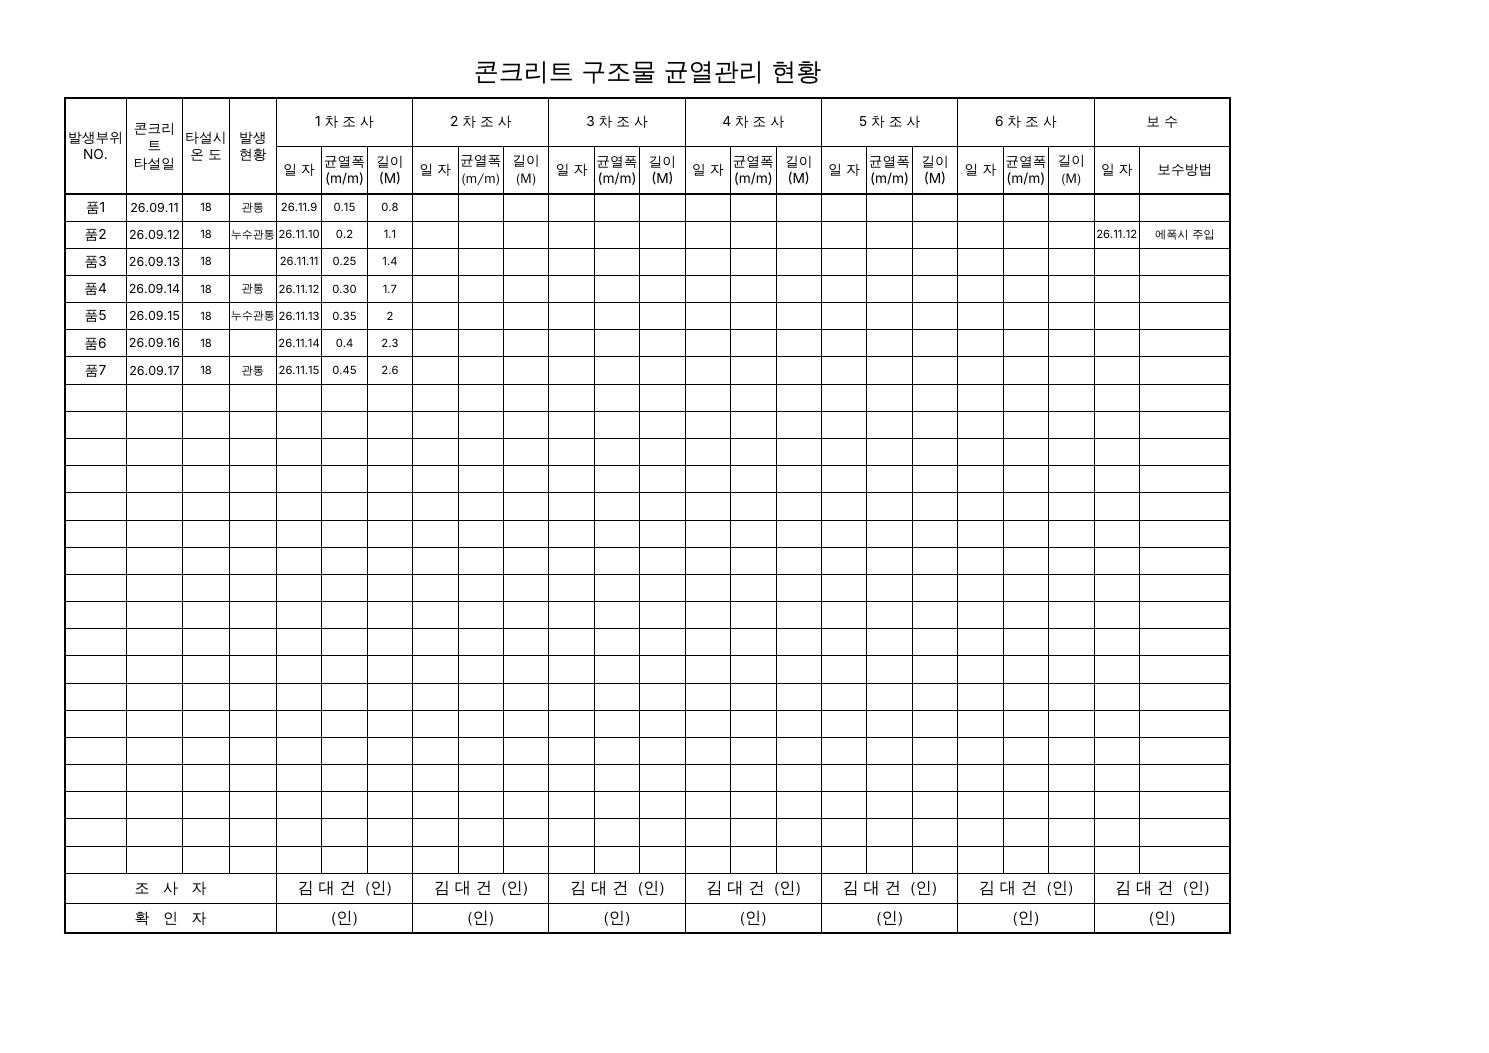 콘크리트 구조물 균열관리 현황
발생부위 NO. 콘크리트 타설일 타설시 온 도 발생 현황 1 차 조 사 2 차 조 사 3 차 조 사 4 차 조 사 5 차 조 사 6 차 조 사 보 수
일 자 균열폭 (m/m) 길이 (M) 일 자 균열폭 (m/m) 길이 (M) 일 자 균열폭 (m/m) 길이 (M) 일 자 균열폭 (m/m) 길이 (M) 일 자 균열폭 (m/m) 길이 (M) 일 자 균열폭 (m/m) 길이 (M) 일 자 보수방법
품1 26.09.11 18 관통 26.11.9 0.15 0.8
품2 26.09.12 18 누수관통 26.11.10 0.2 1.1 26.11.12 에폭시 주입
품3 26.09.13 18 26.11.11 0.25 1.4
품4 26.09.14 18 관통 26.11.12 0.30 1.7
품5 26.09.15 18 누수관통 26.11.13 0.35 2
품6 26.09.16 18 26.11.14 0.4 2.3
품7 26.09.17 18 관통 26.11.15 0.45 2.6
조 사 자 김 대 건 (인) 김 대 건 (인) 김 대 건 (인) 김 대 건 (인) 김 대 건 (인) 김 대 건 (인) 김 대 건 (인)
확 인 자 (인) (인) (인) (인) (인) (인) (인)